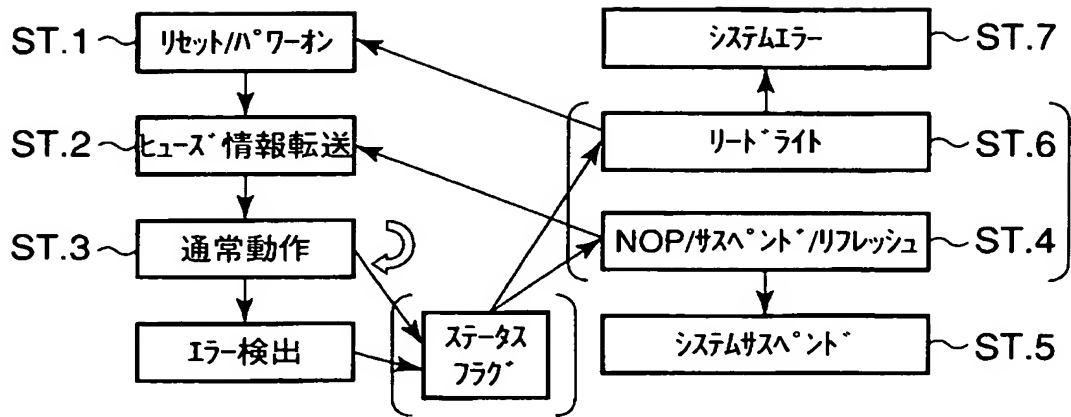 ST.1
リセット/パワーオン
ST.2
ヒューズ情報転送
ST.3
通常動作
エラー検出
ステータス
フラグ
システムエラー
ST.7
リードライト
ST.6
NOP/サスペンド/リフレッシュ
ST.4
システムサスペンド
ST.5